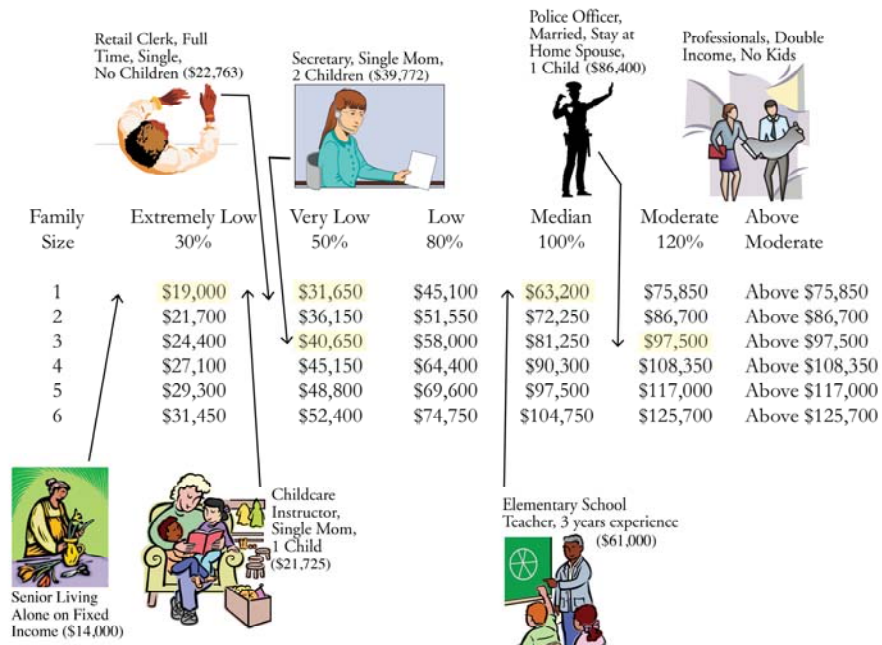 Retail Clerk, Full
Time, Single,
No Children ($22,763)
Secretary, Single Mom,
2 Children ($39,772)
Police Officer,
Married, Stay at
Home Spouse,
1 Child ($86,400)
Professionals, Double
Income, No Kids
Family Extremely Low Very Low Low Median Moderate Above
Size 30% 50% 80% 100% 120% Moderate
1 $19,000 $31,650 $45,100 $63,200 $75,850 Above $75,850
2 $21,700 $36,150 $51,550 $72,250 $86,700 Above $86,700
3 $24,400 $40,650 $58,000 $81,250 $97,500 Above $97,500
4 $27,100 $45,150 $64,400 $90,300 $108,350 Above $108,350
5 $29,300 $48,800 $69,600 $97,500 $117,000 Above $117,000
6 $31,450 $52,400 $74,750 $104,750 $125,700 Above $125,700
Senior Living
Alone on Fixed
Income ($14,000)
Childcare
Instructor,
Single Mom,
1 Child
($21,725)
Elementary School
Teacher, 3 years experience
($61,000)